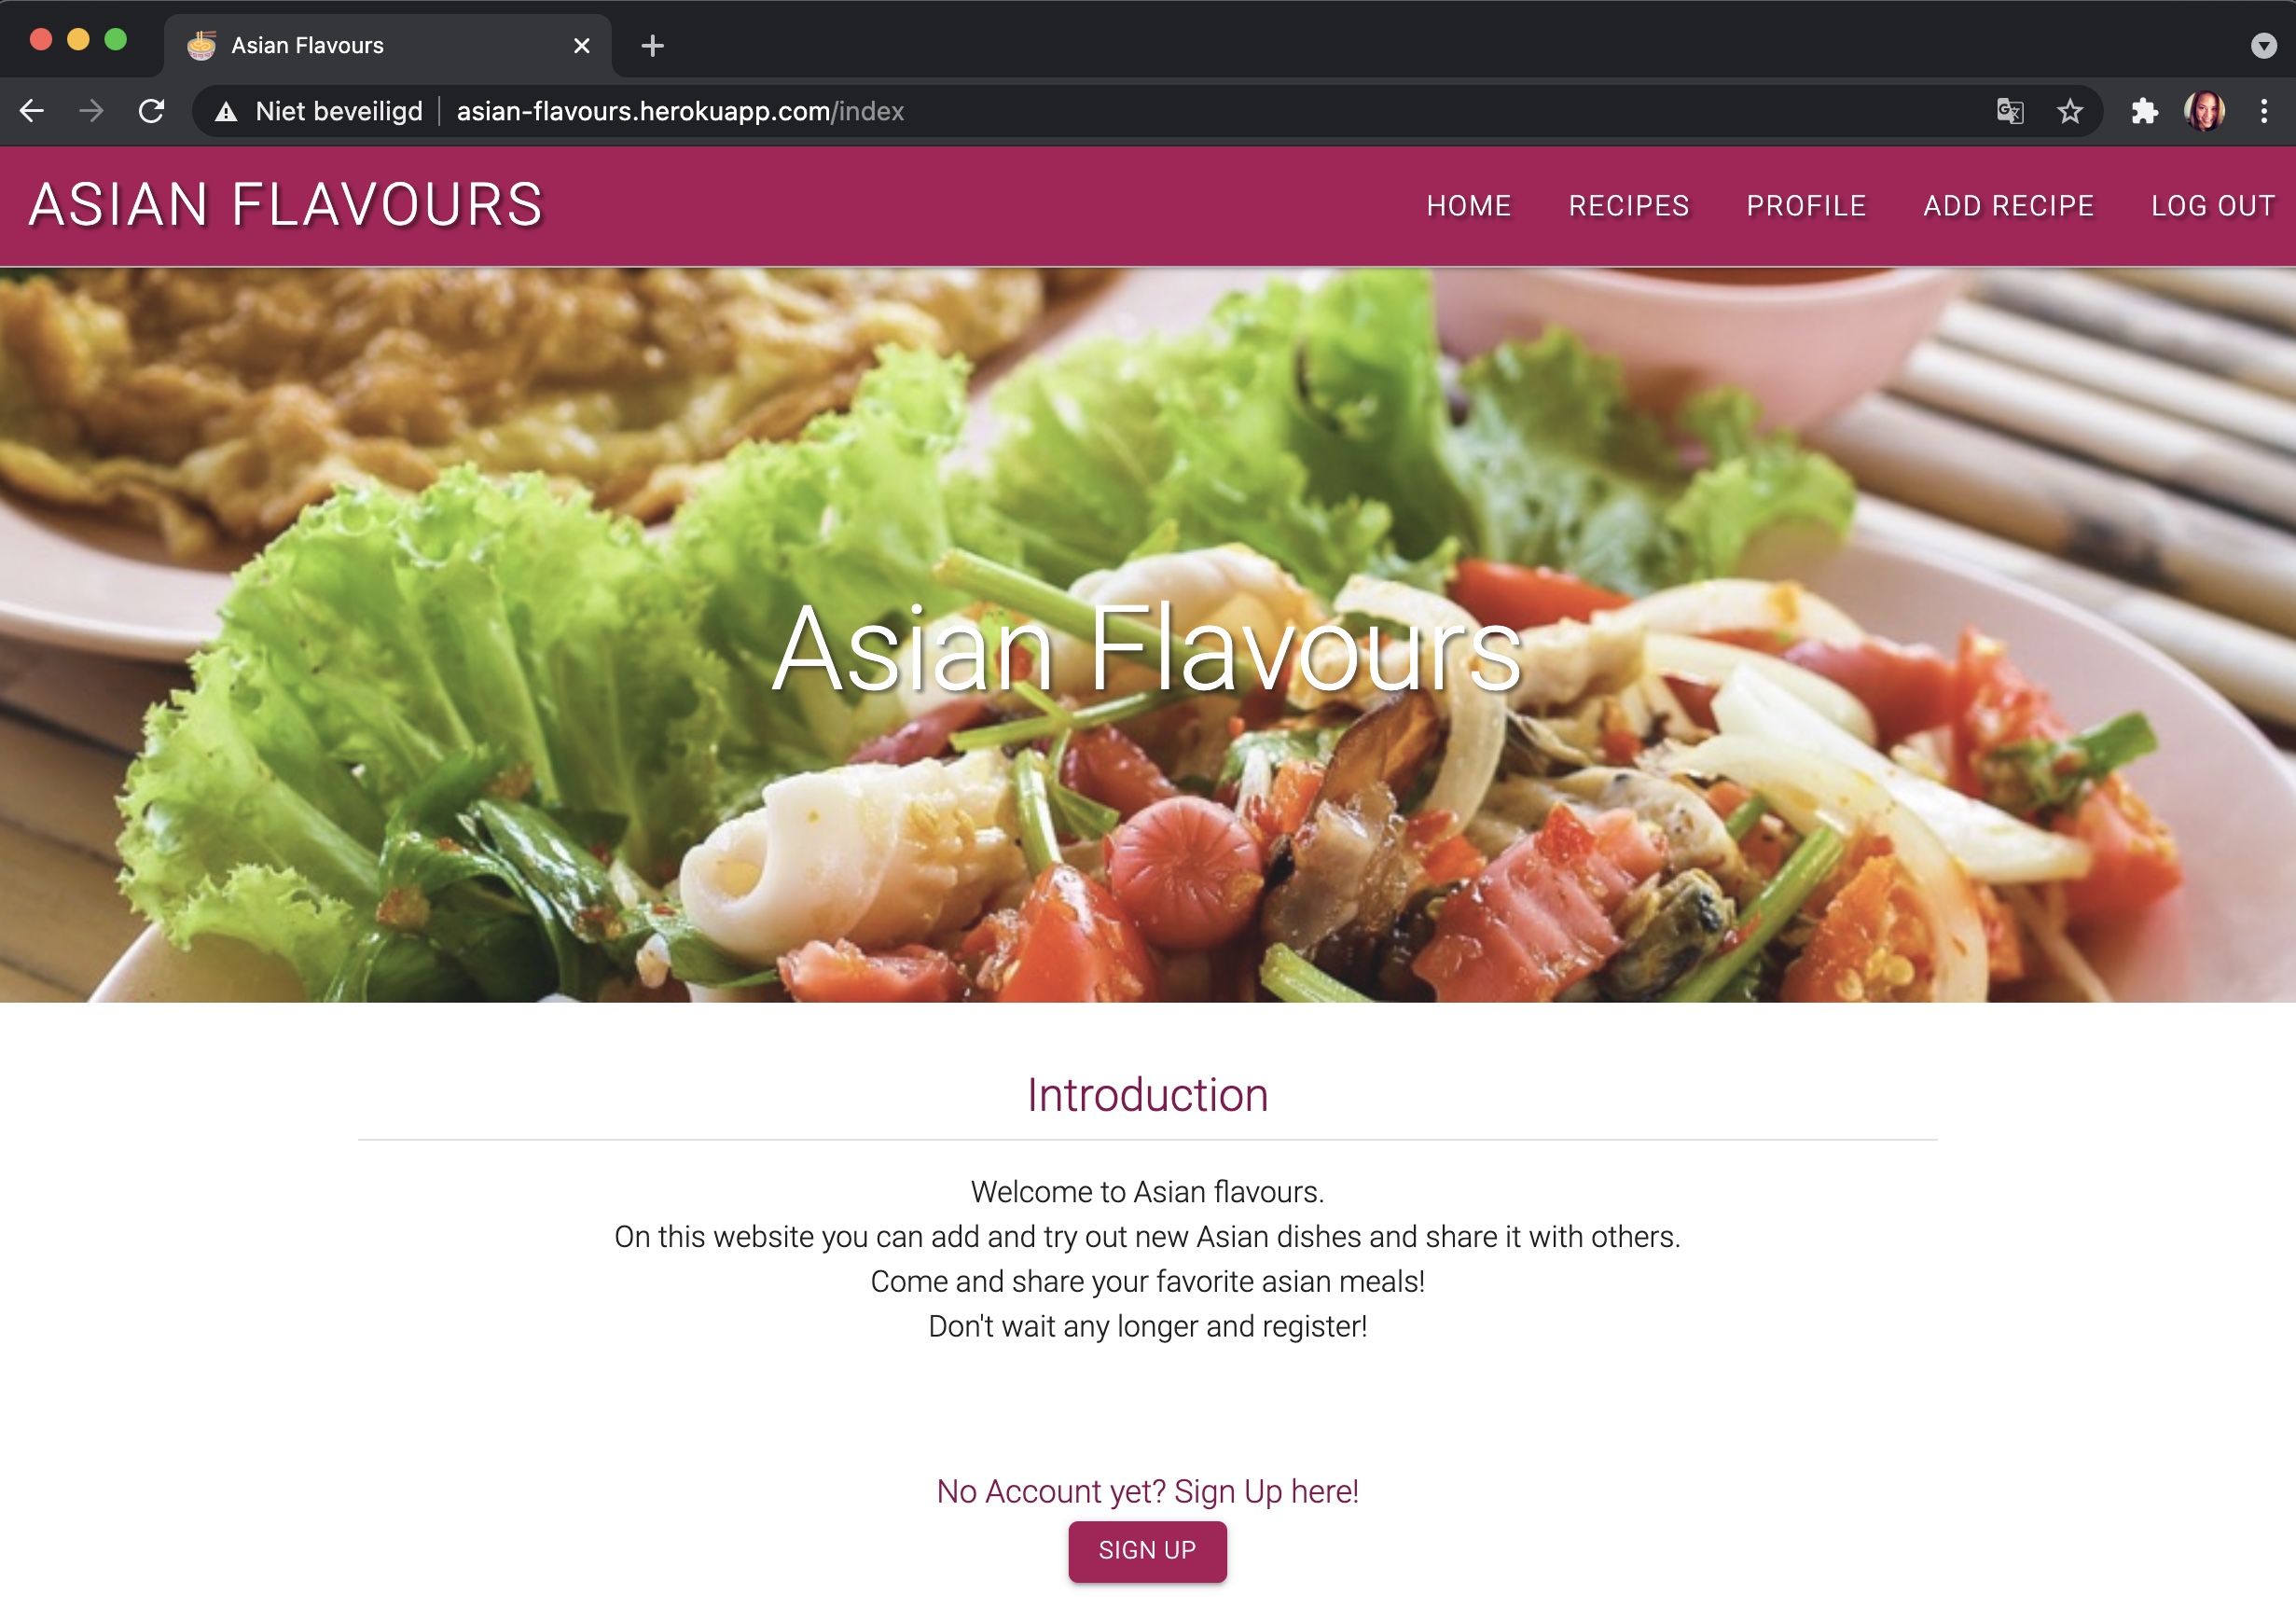 Asian Flavours
Niet beveiligd | asian-flavours.herokuapp.com/index
ASIAN FLAVOURS HOME RECIPES PROFILE ADD RECIPE LOG OUT
Asian Flavours
Introduction
Welcome to Asian flavours.
On this website you can add and try out new Asian dishes and share it with others.
Come and share your favorite asian meals!
Don't wait any longer and register!
No Account yet? Sign Up here!
SIGN UP